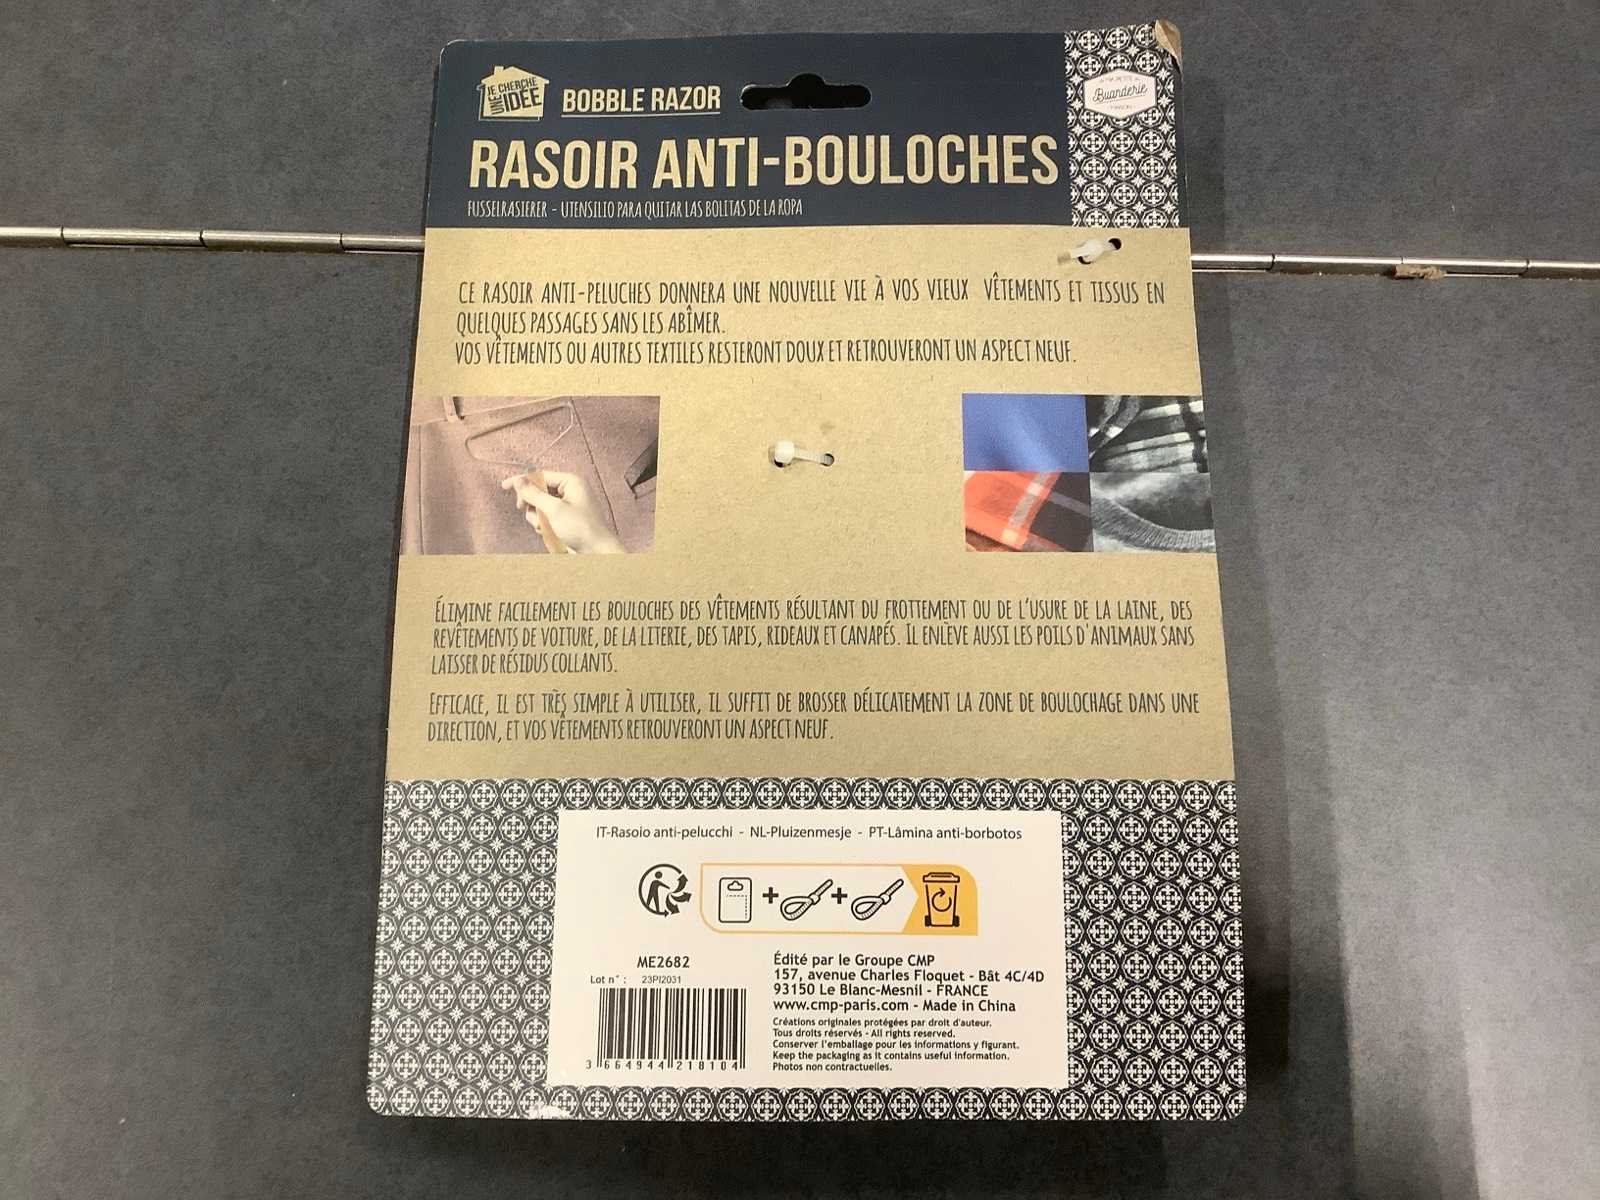 JE CHERCHE
UNE IDÉE
BOBBLE RAZOR
RASOIR ANTI-BOULOCHES
FUSSELRASIERER - UTENSILIO PARA QUITAR LAS BOLITAS DE LA ROPA
MA PETITE
Buanderie
MAISON
CE RASOIR ANTI-PELUCHES DONNERA UNE NOUVELLE VIE À VOS VIEUX VÊTEMENTS ET TISSUS EN
QUELQUES PASSAGES SANS LES ABÎMER.
VOS VÊTEMENTS OU AUTRES TEXTILES RESTERONT DOUX ET RETROUVERONT UN ASPECT NEUF.
ÉLIMINE FACILEMENT LES BOULOCHES DES VÊTEMENTS RÉSULTANT DU FROTTEMENT OU DE L'USURE DE LA LAINE, DES
REVÊTEMENTS DE VOITURE, DE LA LITERIE, DES TAPIS, RIDEAUX ET CANAPÉS. IL ENLÈVE AUSSI LES POILS D'ANIMAUX SANS
LAISSER DE RÉSIDUS COLLANTS.
EFFICACE, IL EST TRÈS SIMPLE À UTILISER, IL SUFFIT DE BROSSER DÉLICATEMENT LA ZONE DE BOULOCHAGE DANS UNE
DIRECTION, ET VOS VÊTEMENTS RETROUVERONT UN ASPECT NEUF.
IT-Rasoio anti-pelucchi - NL-Pluizenmesje - PT-Lâmina anti-borbotos
ME2682
Lot n° : 23PI2031
3 664944 218104
Édité par le Groupe CMP
157, avenue Charles Floquet - Bât 4C/4D
93150 Le Blanc-Mesnil - FRANCE
www.cmp-paris.com - Made in China
Créations originales protégées par droit d'auteur.
Tous droits réservés - All rights reserved.
Conserver l'emballage pour les informations y figurant.
Keep the packaging as it contains useful information.
Photos non contractuelles.